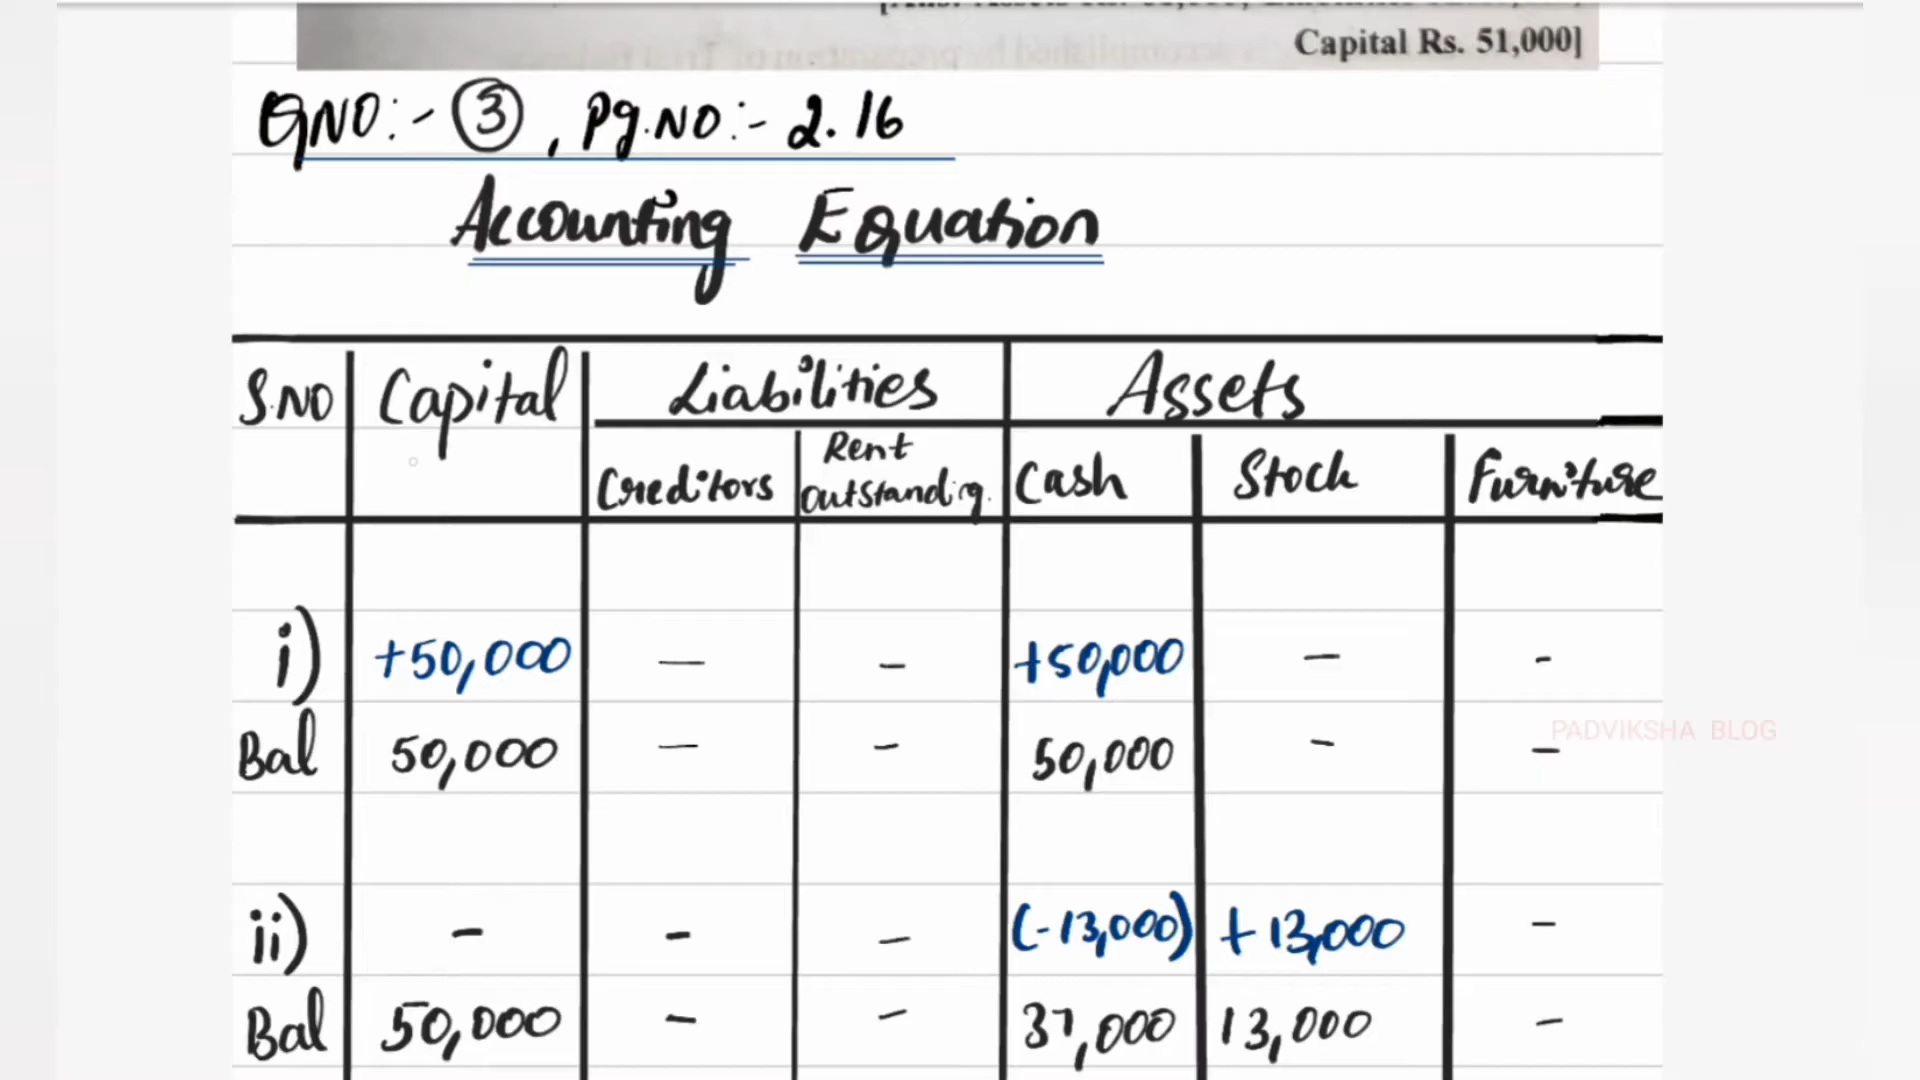 Capital Rs. 51,000]
QNO:- ③, Pg.NO:- 2.16
Accounting Equation
S.NO Capital Liabilities Assets
Creditors Rent outstanding. Cash Stock Furniture
i) +50,000 — - +50,000 - -
Bal 50,000 — - 50,000 - -
PADVIKSHA BLOG
ii) - - - (-13,000) +13,000 -
Bal 50,000 - - 37,000 13,000 -